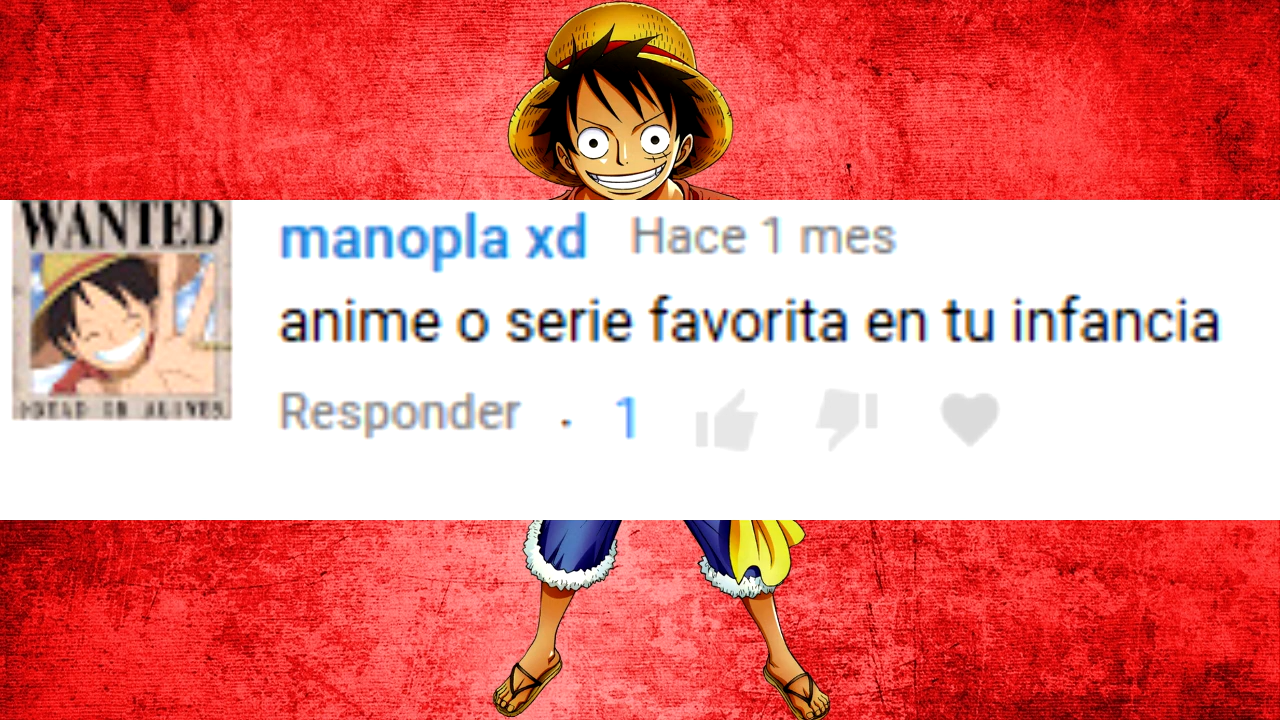 WANTED
manopla xd Hace 1 mes
anime o serie favorita en tu infancia
Responder . 1